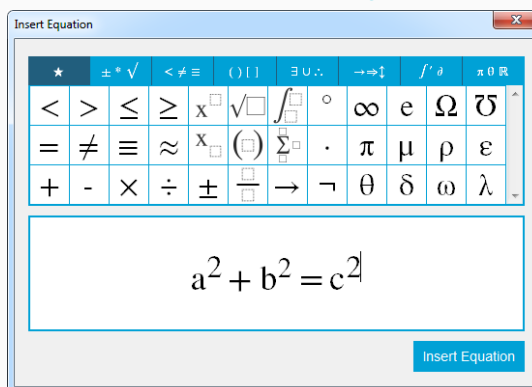 Insert Equation
★ ± * √ < ≠ ≡ ( ) [ ] ∃ ∪ ∴ → ⇒ ↕ ∫ ′ ∂ π θ ℝ
< > ≤ ≥ x□ √□ ∫□ ° ∞ e Ω ℧
= ≠ ≡ ≈ x□ (□) Σ□ · π μ ρ ε
+ - × ÷ ± □/□ → ¬ θ δ ω λ
a² + b² = c²
Insert Equation